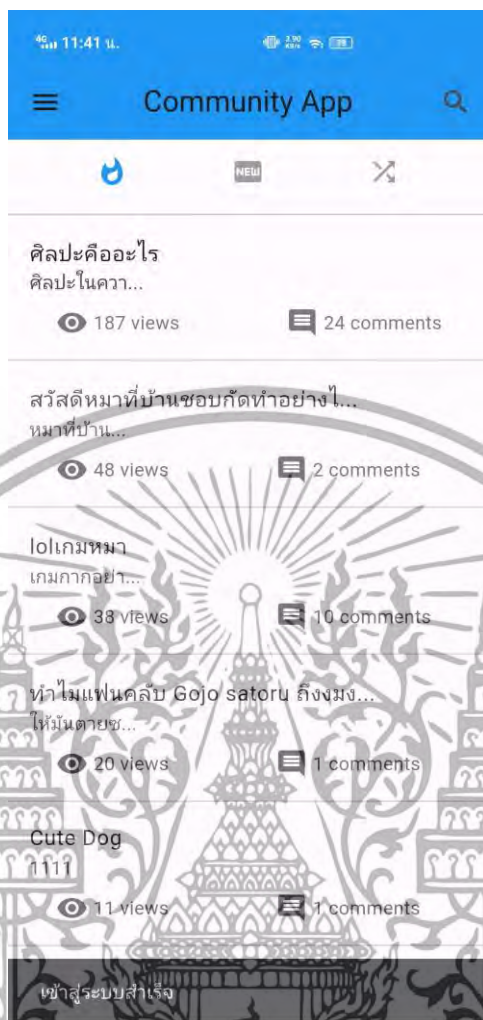 4G 11:41 น. 3.90 KB/s
Community App
NEW
ศิลปะคืออะไร
ศิลปะในควา...
187 views 24 comments
สวัสดีหมาที่บ้านชอบกัดทำอย่างไ...
หมาที่บ้าน...
48 views 2 comments
lolเกมหมา
เกมกากอย่า...
38 views 10 comments
ทำไมแฟนคลับ Gojo satoru ถึงงมง...
ให้มันตายซ...
20 views 1 comments
Cute Dog
1111
11 views 1 comments
เข้าสู่ระบบสำเร็จ